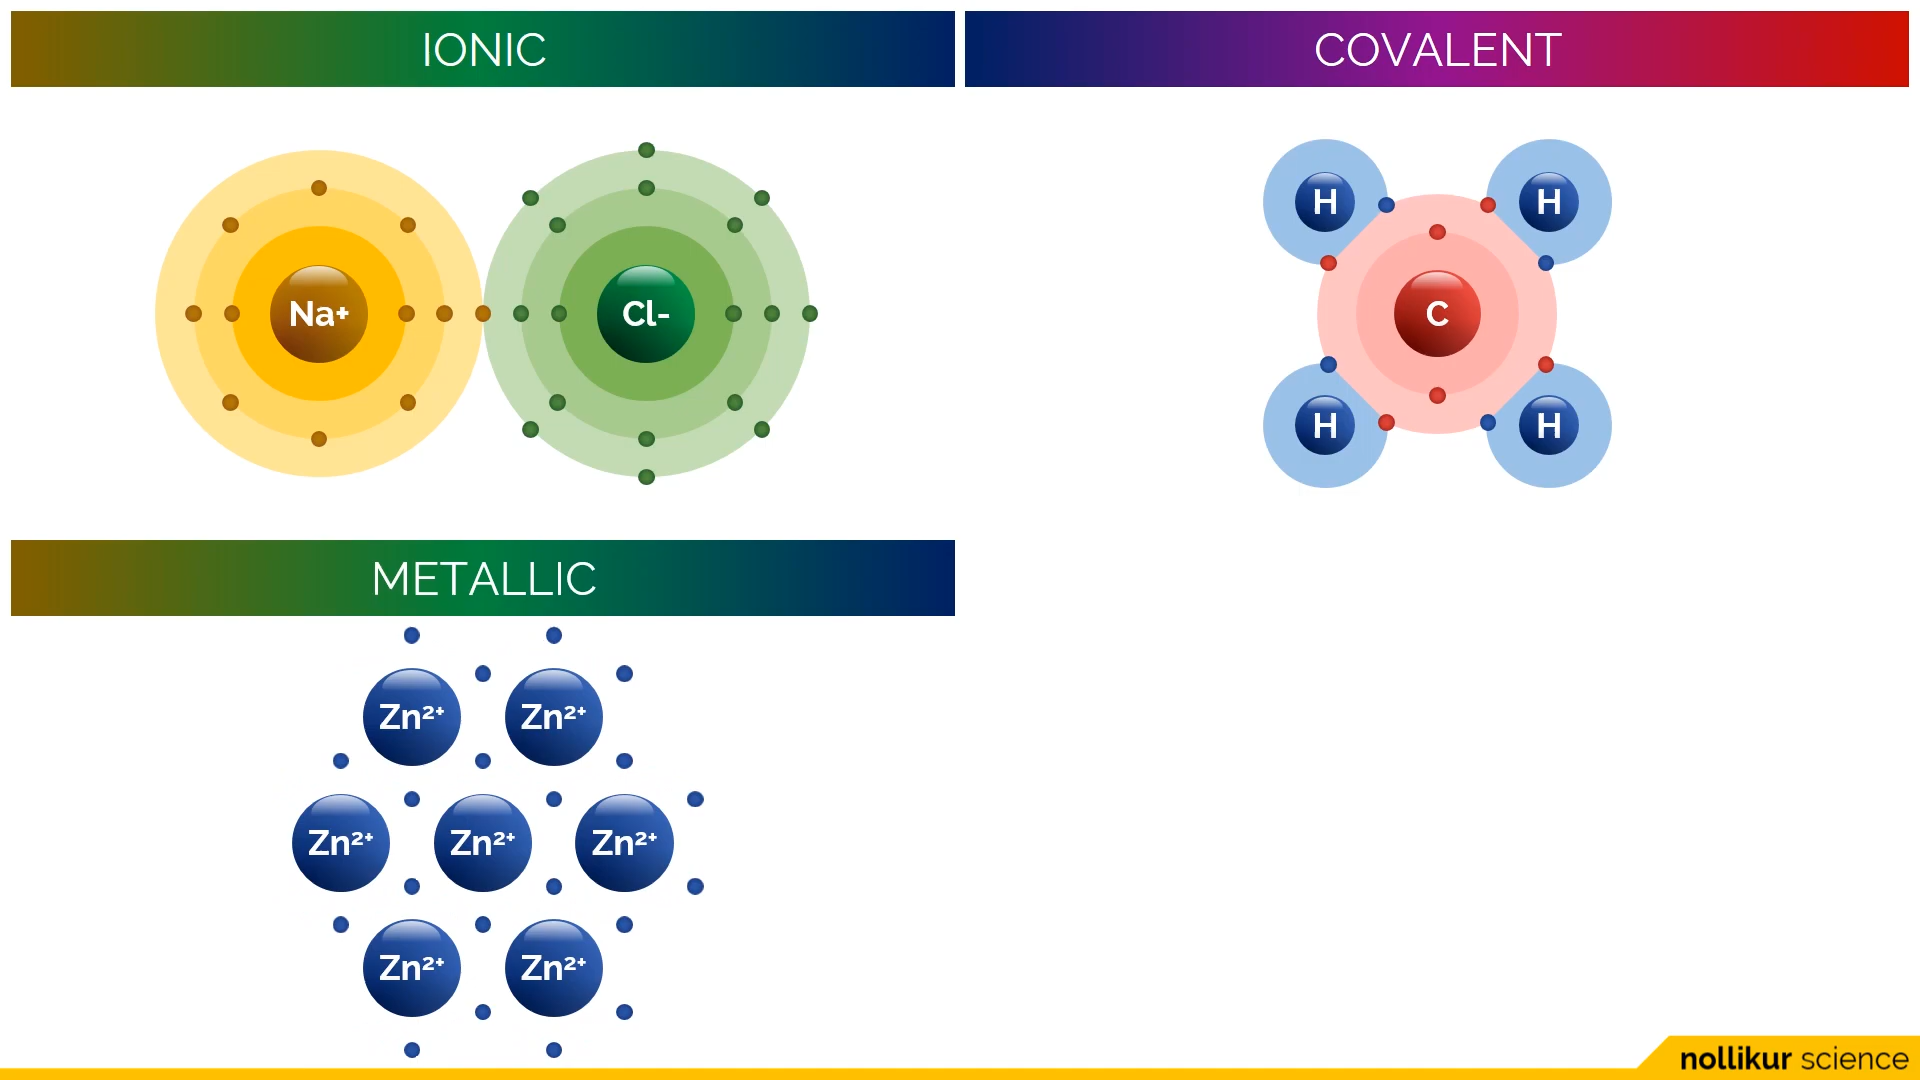 IONIC
COVALENT
Na+
Cl-
H
H
C
H
H
METALLIC
Zn²⁺
Zn²⁺
Zn²⁺
Zn²⁺
Zn²⁺
Zn²⁺
Zn²⁺
nollikur science